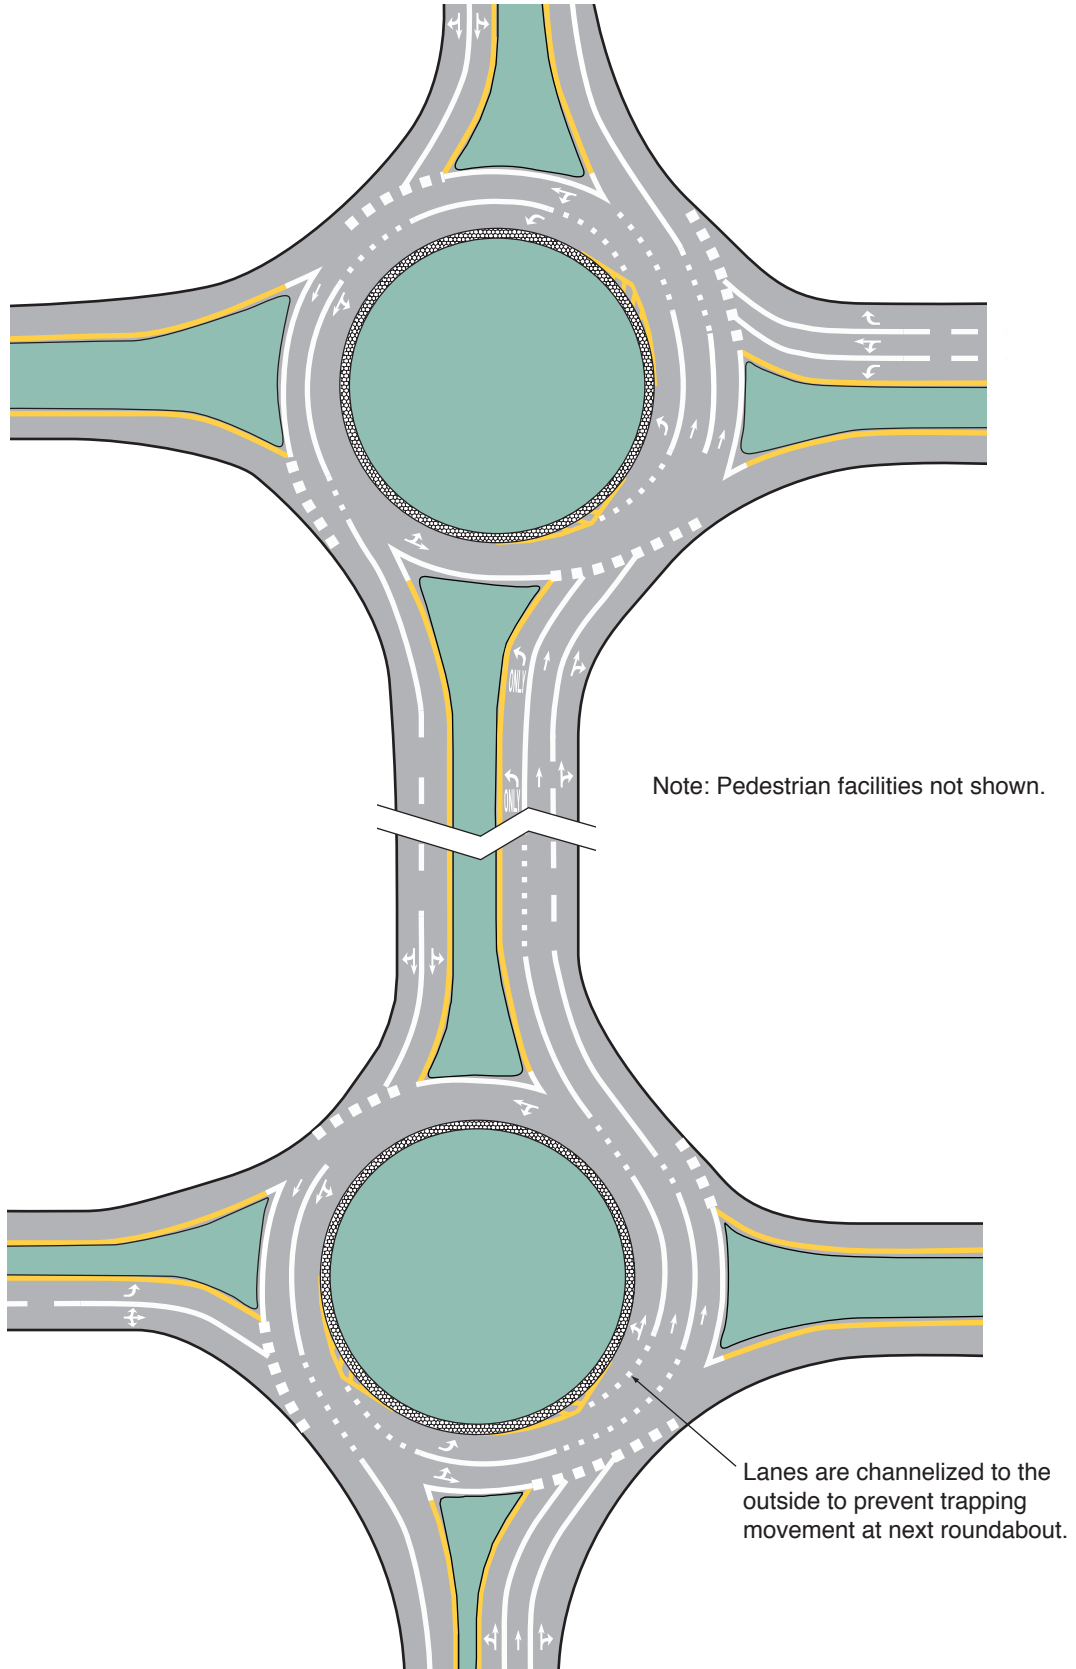 ONLY
Note: Pedestrian facilities not shown.
ONLY
Lanes are channelized to the
outside to prevent trapping
movement at next roundabout.